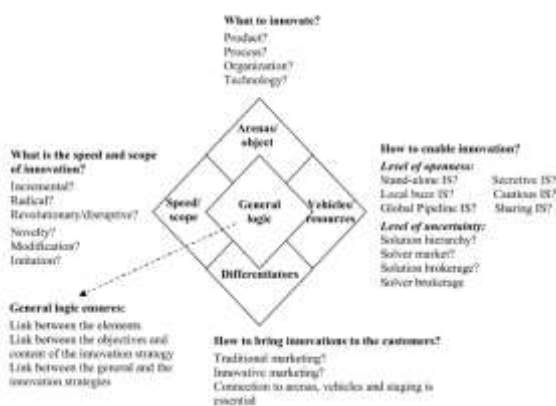 What to innovate?
Product?
Process?
Organization?
Technology?
Arenas/
object
What is the speed and scope
of innovation?
Incremental?
Radical?
Revolutionary/disruptive?
Novelty?
Modification?
Imitation?
Speed/
scope
General
logic
Vehicles/
resources
Differentiators
How to enable innovation?
Level of openness:
Stand-alone IS? Secretive IS?
Local buzz IS? Cautious IS?
Global Pipeline IS? Sharing IS?
Level of uncertainty:
Solution hierarchy?
Solver market?
Solution brokerage?
Solver brokerage
General logic ensures:
Link between the elements
Link between the objectives and
content of the innovation strategy
Link between the general and the
innovation strategies
How to bring innovations to the customers?
Traditional marketing?
Innovative marketing?
Connection to arenas, vehicles and staging is
essential